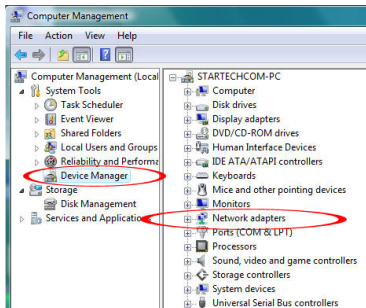 Computer Management
File Action View Help
Computer Management (Local
System Tools
Task Scheduler
Event Viewer
Shared Folders
Local Users and Groups
Reliability and Performa
Device Manager
Storage
Disk Management
Services and Application
STARTECHCOM-PC
Computer
Disk drives
Display adapters
DVD/CD-ROM drives
Human Interface Devices
IDE ATA/ATAPI controllers
Keyboards
Mice and other pointing devices
Monitors
Network adapters
Ports (COM & LPT)
Processors
Sound, video and game controllers
Storage controllers
System devices
Universal Serial Bus controllers